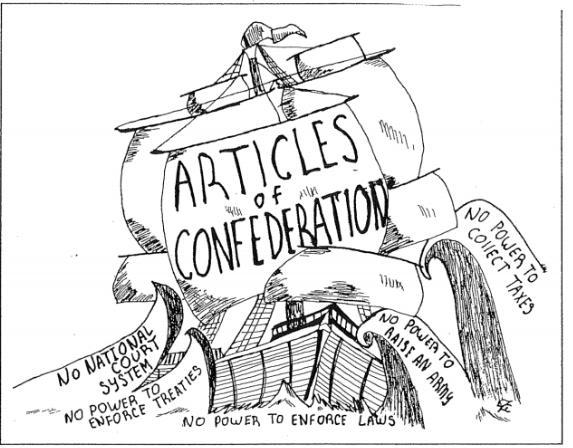 ARTICLES
OF
CONFEDERATION
NO POWER TO
COLLECT TAXES
NO POWER TO
RAISE AN ARMY
NO NATIONAL
COURT
SYSTEM
NO POWER TO
ENFORCE TREATIES
NO POWER TO ENFORCE LAWS